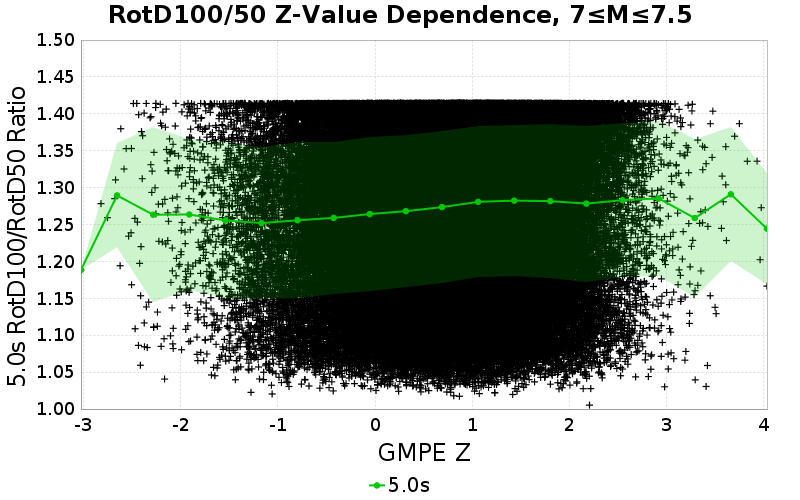 RotD100/50 Z-Value Dependence, 7≤M≤7.5
5.0s RotD100/RotD50 Ratio
1.50
1.45
1.40
1.35
1.30
1.25
1.20
1.15
1.10
1.05
1.00
-3 -2 -1 0 1 2 3 4
GMPE Z
5.0s